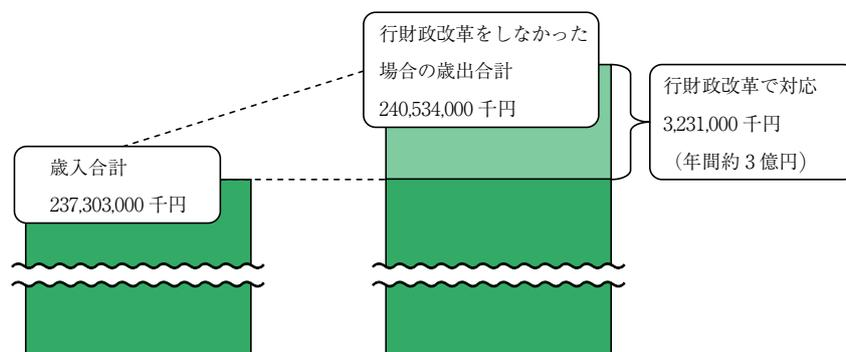 行財政改革をしなかった
場合の歳出合計
240,534,000 千円
行財政改革で対応
3,231,000 千円
（年間約 3 億円）
歳入合計
237,303,000 千円